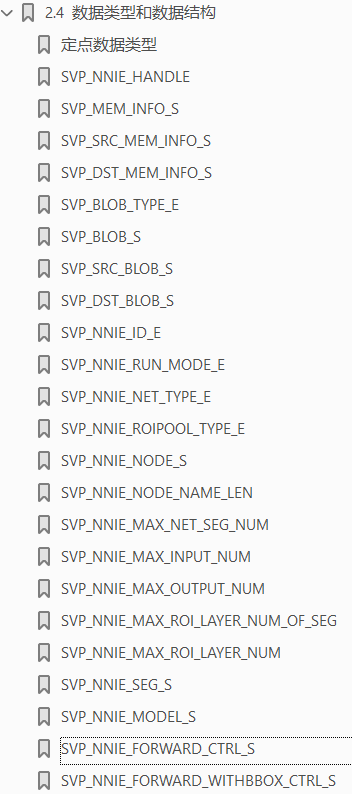 2.4 数据类型和数据结构
定点数据类型
SVP_NNIE_HANDLE
SVP_MEM_INFO_S
SVP_SRC_MEM_INFO_S
SVP_DST_MEM_INFO_S
SVP_BLOB_TYPE_E
SVP_BLOB_S
SVP_SRC_BLOB_S
SVP_DST_BLOB_S
SVP_NNIE_ID_E
SVP_NNIE_RUN_MODE_E
SVP_NNIE_NET_TYPE_E
SVP_NNIE_ROIPOOL_TYPE_E
SVP_NNIE_NODE_S
SVP_NNIE_NODE_NAME_LEN
SVP_NNIE_MAX_NET_SEG_NUM
SVP_NNIE_MAX_INPUT_NUM
SVP_NNIE_MAX_OUTPUT_NUM
SVP_NNIE_MAX_ROI_LAYER_NUM_OF_SEG
SVP_NNIE_MAX_ROI_LAYER_NUM
SVP_NNIE_SEG_S
SVP_NNIE_MODEL_S
SVP_NNIE_FORWARD_CTRL_S
SVP_NNIE_FORWARD_WITHBBOX_CTRL_S